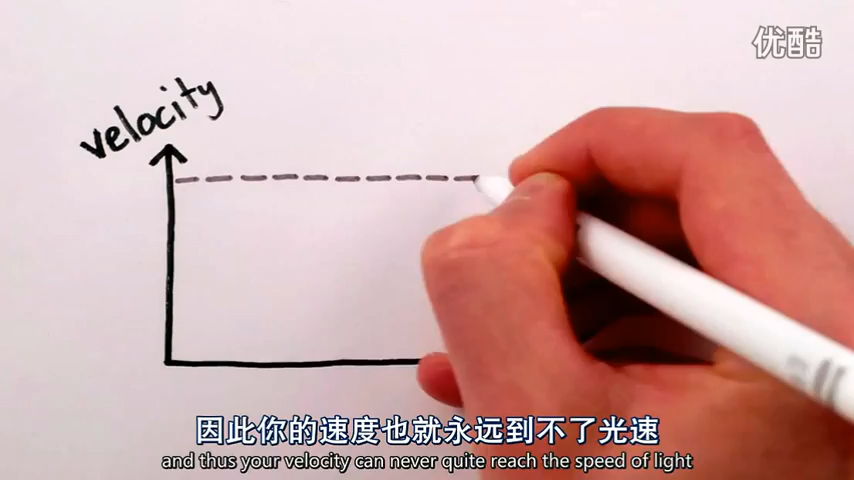 优酷
velocity
因此你的速度也就永远到不了光速
and thus your velocity can never quite reach the speed of light